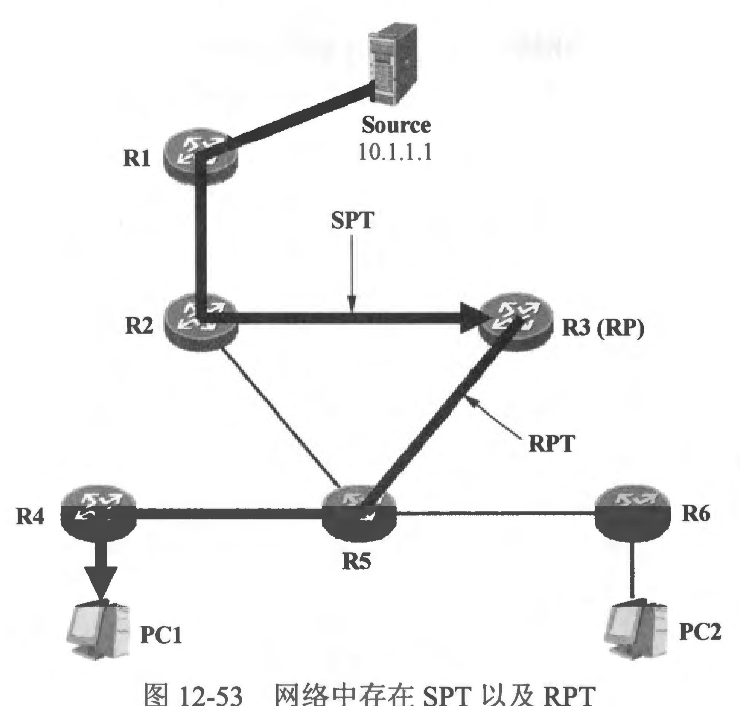 Source
10.1.1.1
R1
SPT
R2
R3 (RP)
RPT
R4
R5
R6
PC1
PC2
图 12-53 网络中存在 SPT 以及 RPT